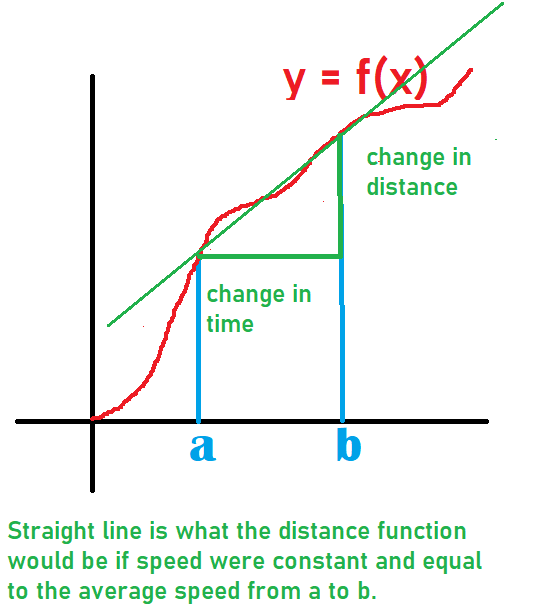 y = f(x)
change in
distance
change in
time
a
b
Straight line is what the distance function
would be if speed were constant and equal
to the average speed from a to b.